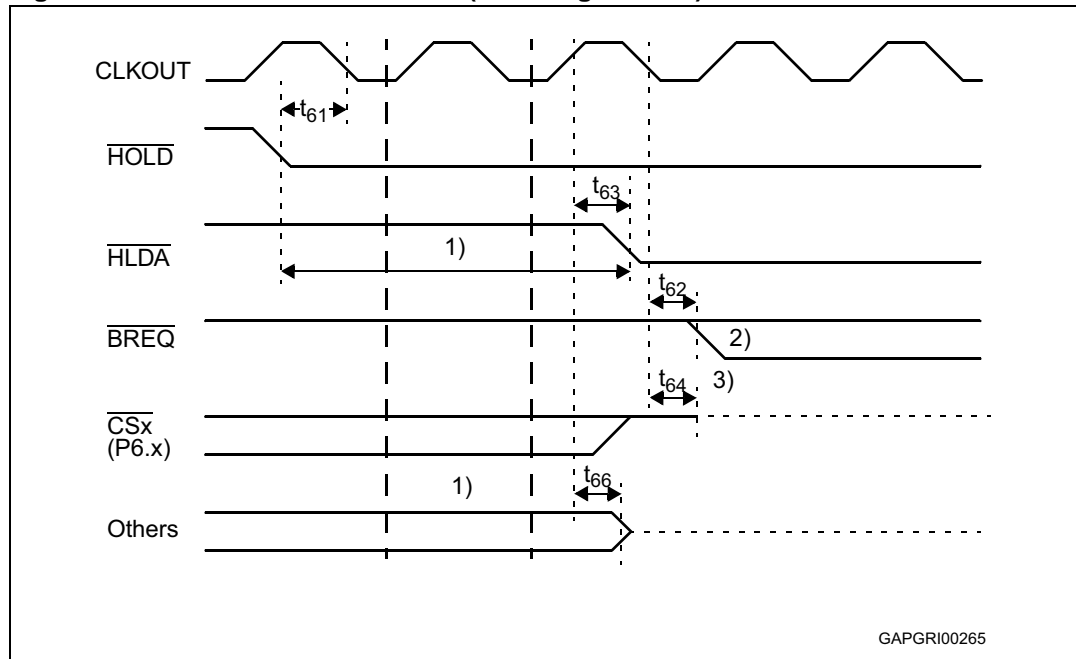 CLKOUT
t61
HOLD
t63
HLDA
1)
t62
BREQ
2)
t64
3)
CSx
(P6.x)
1)
t66
Others
GAPGRI00265